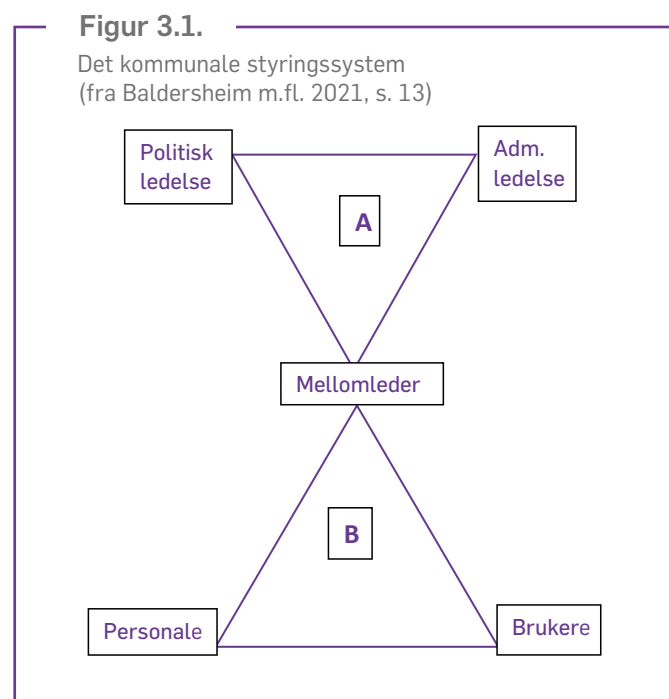 Figur 3.1.
Det kommunale styringssystem
(fra Baldersheim m.fl. 2021, s. 13)
Politisk
ledelse
Adm.
ledelse
A
Mellomleder
B
Personale
Brukere